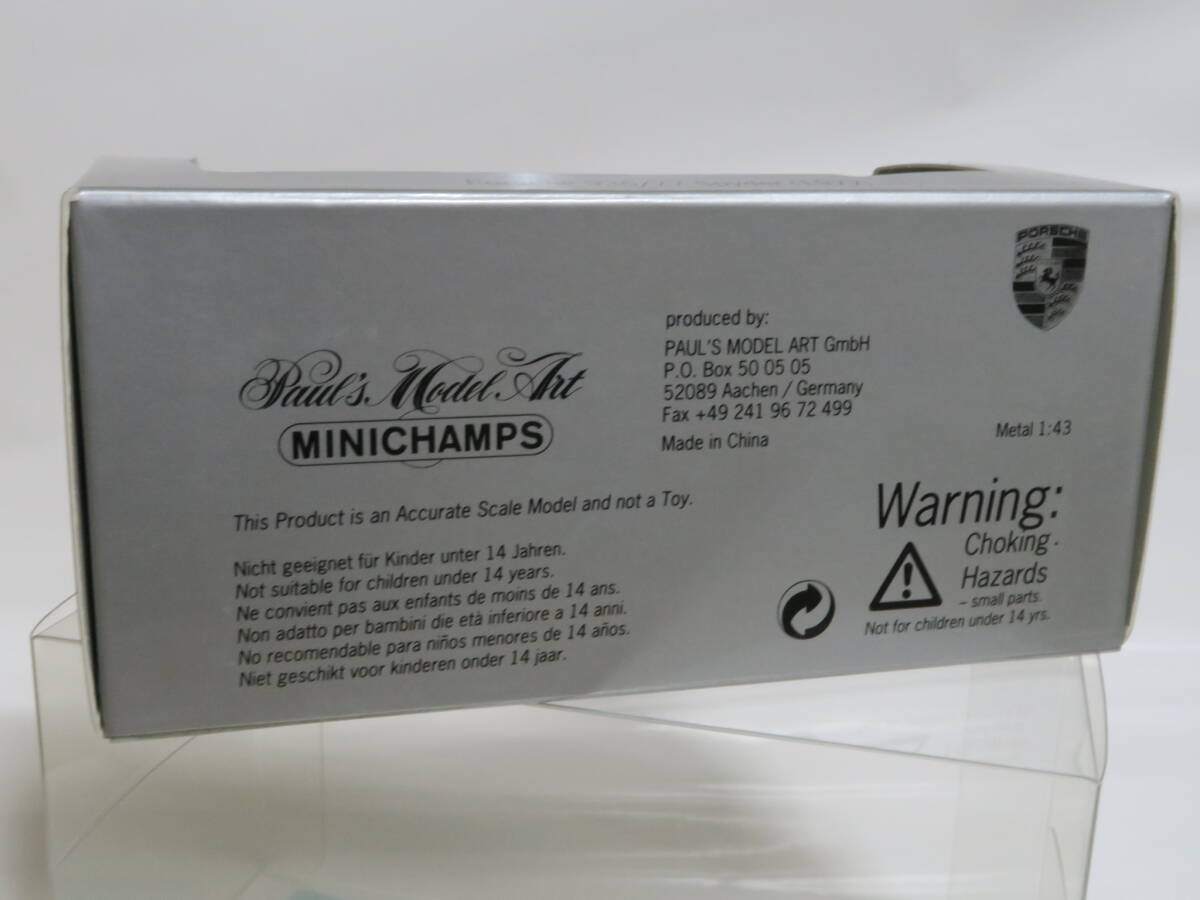 PORSCHE
Paul's Model Art
MINICHAMPS
produced by:
PAUL'S MODEL ART GmbH
P.O. Box 50 05 05
52089 Aachen / Germany
Fax +49 241 96 72 499
Made in China
Metal 1:43
This Product is an Accurate Scale Model and not a Toy.
Nicht geeignet für Kinder unter 14 Jahren.
Not suitable for children under 14 years.
Ne convient pas aux enfants de moins de 14 ans.
Non adatto per bambini die età inferiore a 14 anni.
No recomendable para niños menores de 14 años.
Niet geschikt voor kinderen onder 14 jaar.
Warning:
Choking
Hazards
– small parts.
Not for children under 14 yrs.